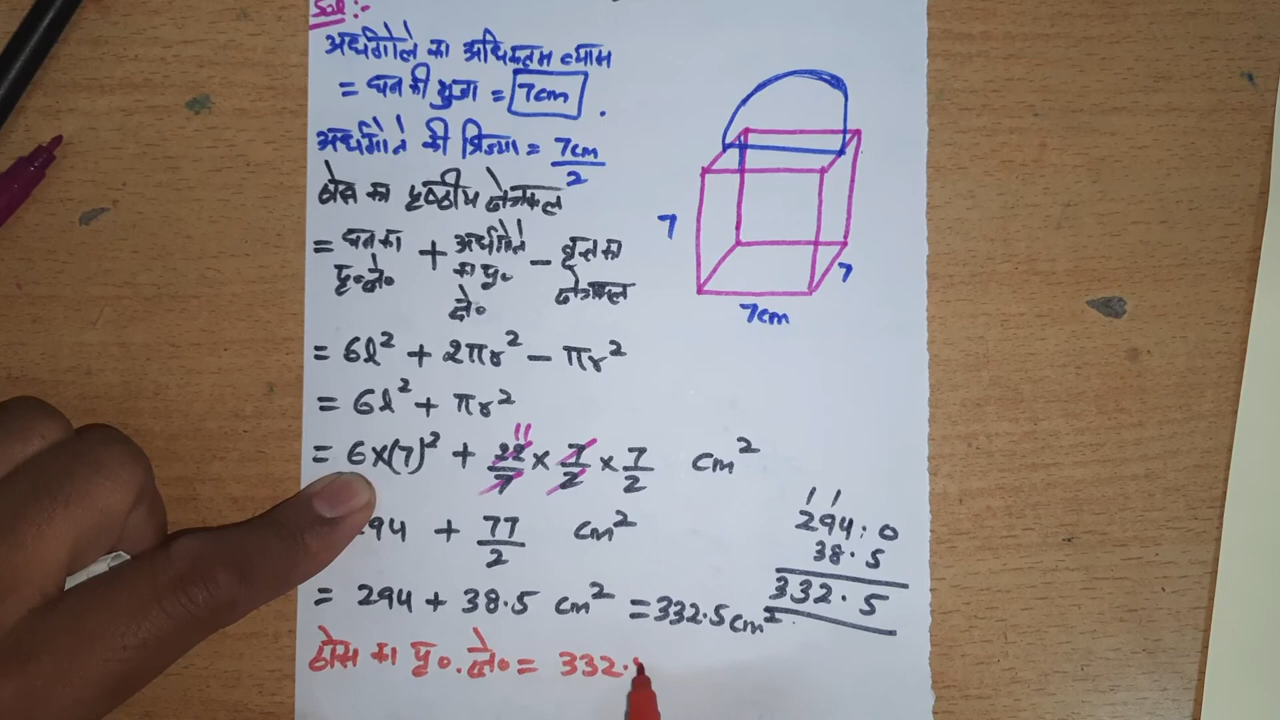 Sol:-
अर्धगोले का अधिकतम व्यास
= घन की भुजा = 7cm .
अर्धगोले की त्रिज्या = 7cm/2
ठोस का पृष्ठीय क्षेत्रफल
= घन का पृ०क्षे० + अर्धगोले का पृ० क्षे० - वृत्त का क्षेत्रफल
= 6l² + 2πr² - πr²
= 6l² + πr²
= 6×(7)² + 22/7 × 7/2 × 7/2 cm²
11
94 + 77/2 cm²
= 294 + 38.5 cm² = 332.5cm².
ठोस का पृ०.क्षे० = 332.
7
7
7cm
1 1
294.0
38.5
332.5